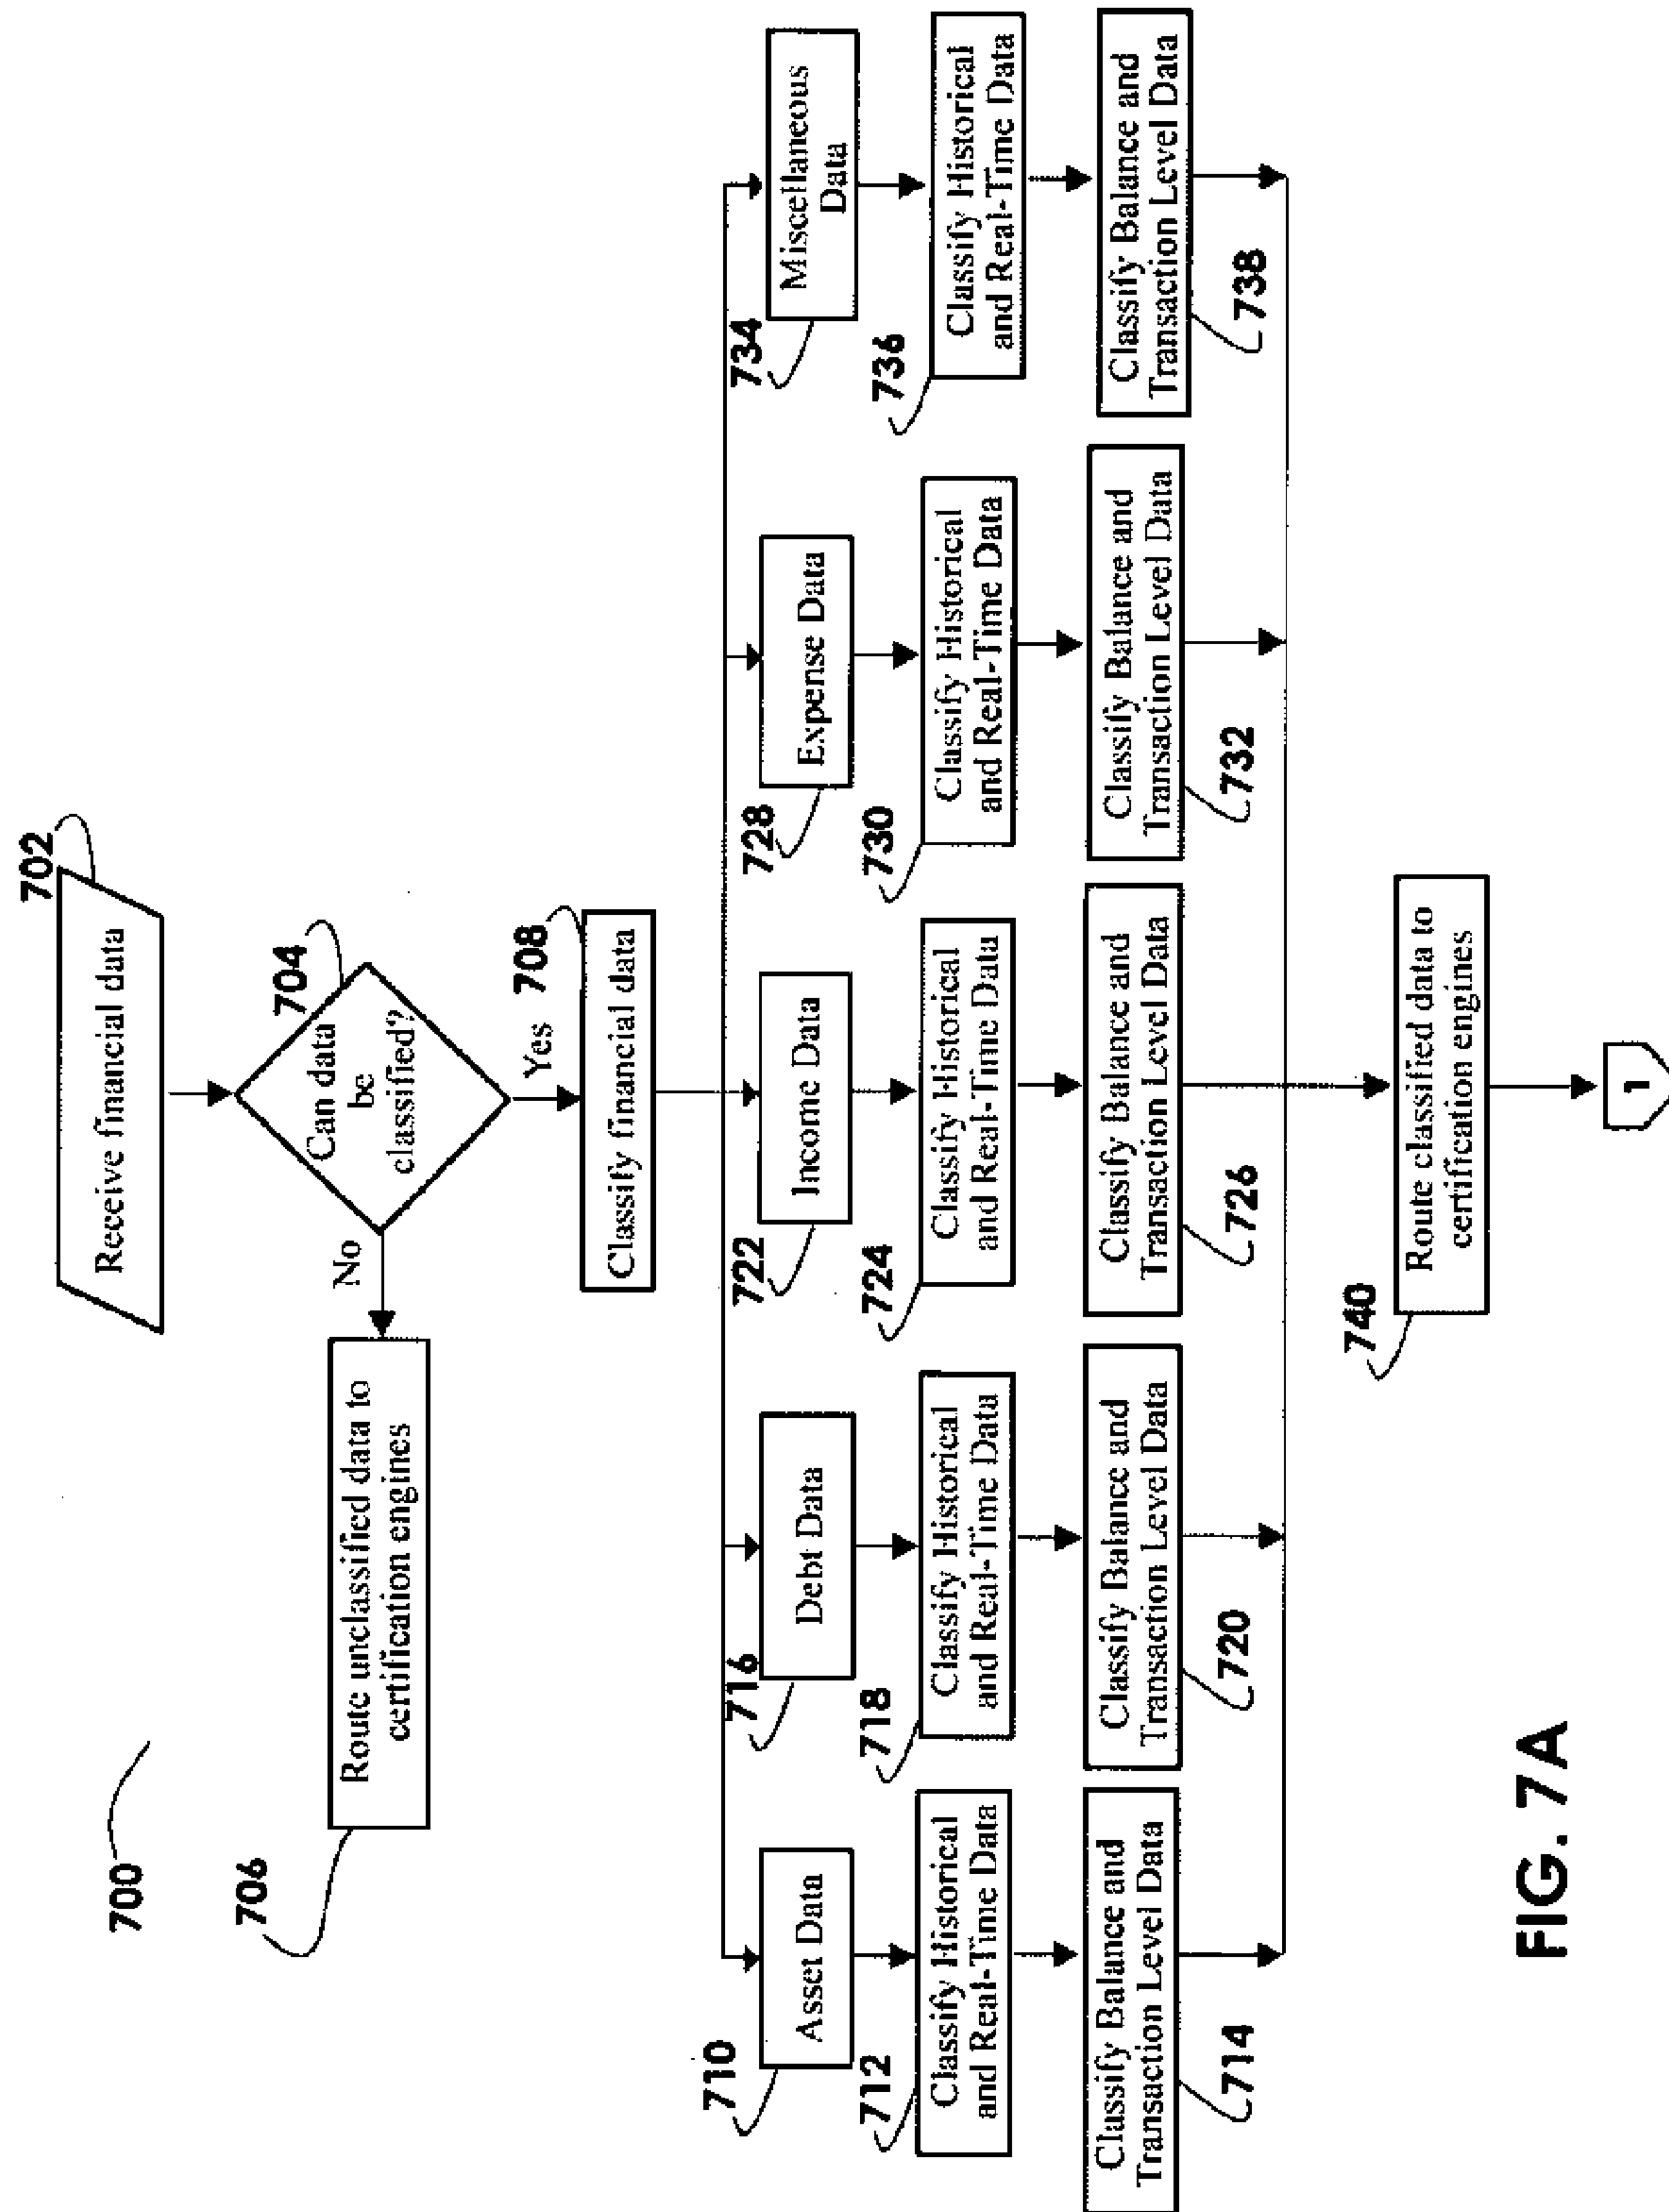 700
702
Receive financial data
704
Can data
be
classified?
No
Yes
706
Route unclassified data to
certification engines
708
Classify financial data
710
Asset Data
716
Debt Data
722
Income Data
728
Expense Data
734
Miscellaneous
Data
712
Classify Historical
and Real-Time Data
718
Classify Historical
and Real-Time Data
724
Classify Historical
and Real-Time Data
730
Classify Historical
and Real-Time Data
736
Classify Historical
and Real-Time Data
Classify Balance and
Transaction Level Data
714
Classify Balance and
Transaction Level Data
720
Classify Balance and
Transaction Level Data
726
Classify Balance and
Transaction Level Data
732
Classify Balance and
Transaction Level Data
738
740
Route classified data to
certification engines
1
FIG. 7A